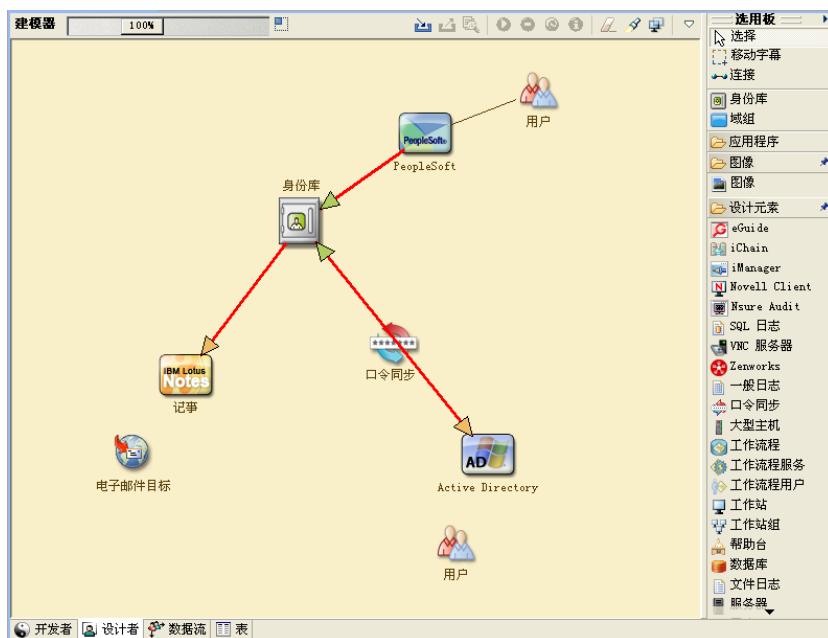 建模器
100%
用户
PeopleSoft
PeopleSoft
身份库
*******
口令同步
IBM Lotus
Notes
记事
电子邮件目标
AD
Active Directory
用户
开发者
设计者
数据流
表
选用板
选择
移动字幕
连接
身份库
域组
应用程序
图像
图像
设计元素
eGuide
iChain
iManager
Novell Client
Nsure Audit
SQL 日志
VNC 服务器
Zenworks
一般日志
口令同步
大型主机
工作流程
工作流程服务
工作流程用户
工作站
工作站组
帮助台
数据库
文件日志
服务器